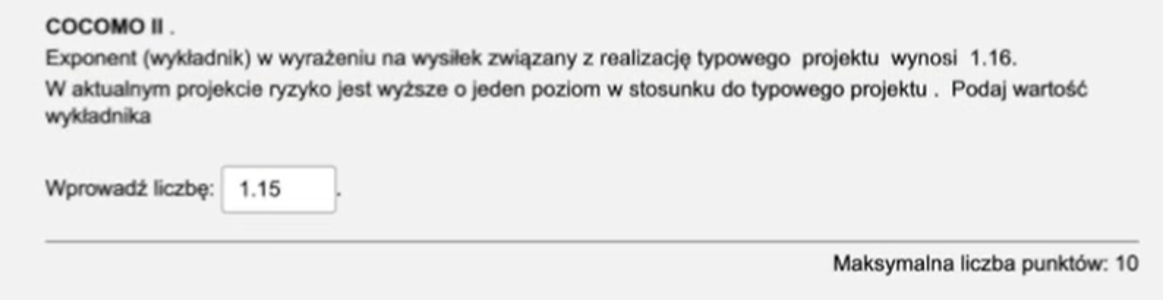 COCOMO II .
Exponent (wykładnik) w wyrażeniu na wysiłek związany z realizację typowego projektu wynosi 1.16.
W aktualnym projekcie ryzyko jest wyższe o jeden poziom w stosunku do typowego projektu . Podaj wartość
wykładnika
Wprowadź liczbę: 1.15 .
Maksymalna liczba punktów: 10